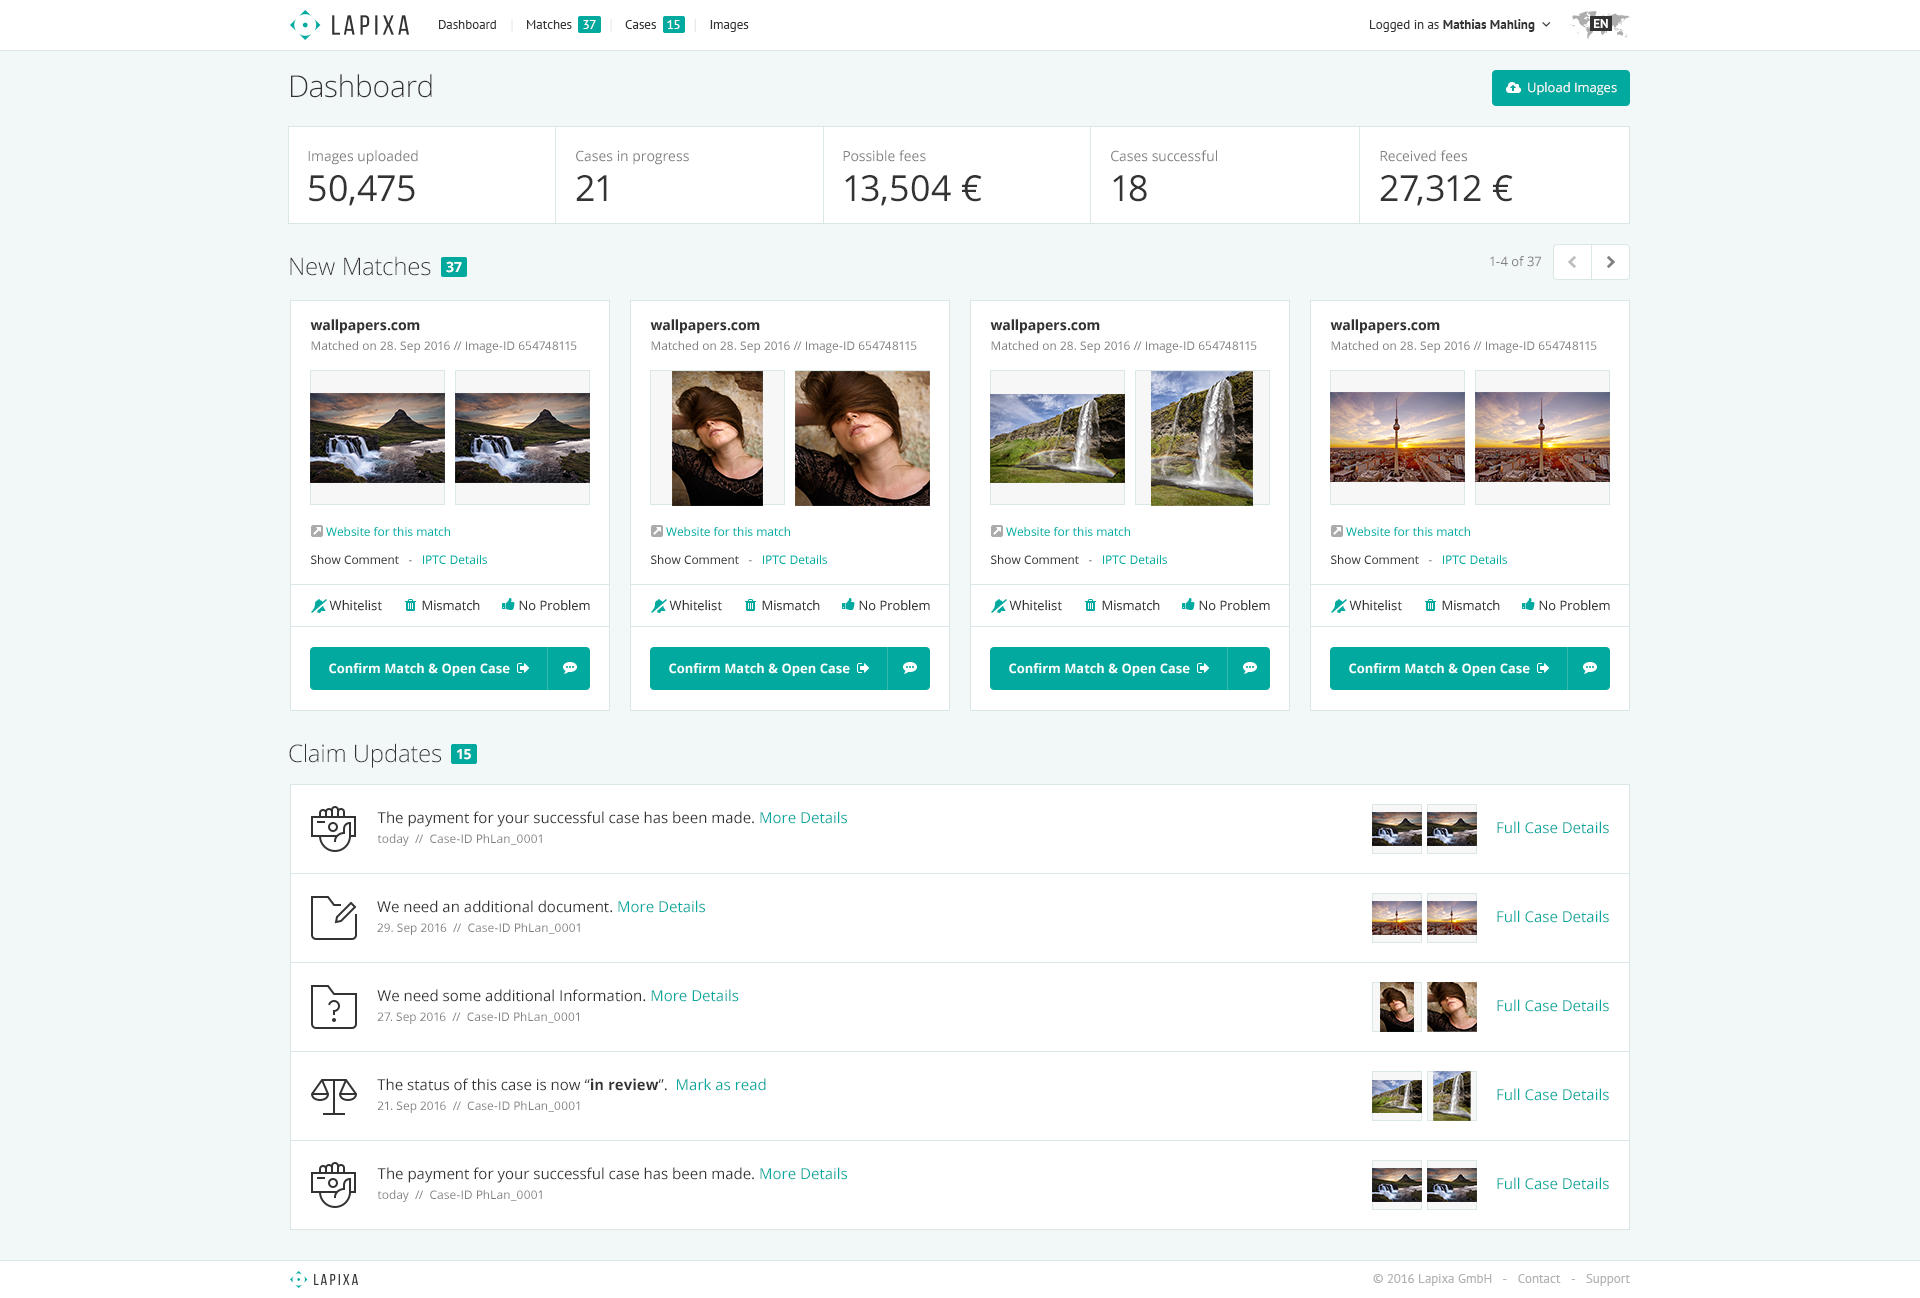 LAPIXA Dashboard Matches 37 Cases 15 Images Logged in as Mathias Mahling EN
Dashboard
Upload Images
Images uploaded
50,475
Cases in progress
21
Possible fees
13,504 €
Cases successful
18
Received fees
27,312 €
New Matches 37
1-4 of 37
wallpapers.com
Matched on 28. Sep 2016 // Image-ID 654748115
Website for this match
Show Comment - IPTC Details
Whitelist Mismatch No Problem
Confirm Match & Open Case
wallpapers.com
Matched on 28. Sep 2016 // Image-ID 654748115
Website for this match
Show Comment - IPTC Details
Whitelist Mismatch No Problem
Confirm Match & Open Case
wallpapers.com
Matched on 28. Sep 2016 // Image-ID 654748115
Website for this match
Show Comment - IPTC Details
Whitelist Mismatch No Problem
Confirm Match & Open Case
wallpapers.com
Matched on 28. Sep 2016 // Image-ID 654748115
Website for this match
Show Comment - IPTC Details
Whitelist Mismatch No Problem
Confirm Match & Open Case
Claim Updates 15
The payment for your successful case has been made. More Details
today // Case-ID PhLan_0001
Full Case Details
We need an additional document. More Details
29. Sep 2016 // Case-ID PhLan_0001
Full Case Details
We need some additional Information. More Details
27. Sep 2016 // Case-ID PhLan_0001
Full Case Details
The status of this case is now “in review”. Mark as read
21. Sep 2016 // Case-ID PhLan_0001
Full Case Details
The payment for your successful case has been made. More Details
today // Case-ID PhLan_0001
Full Case Details
LAPIXA
© 2016 Lapixa GmbH - Contact - Support